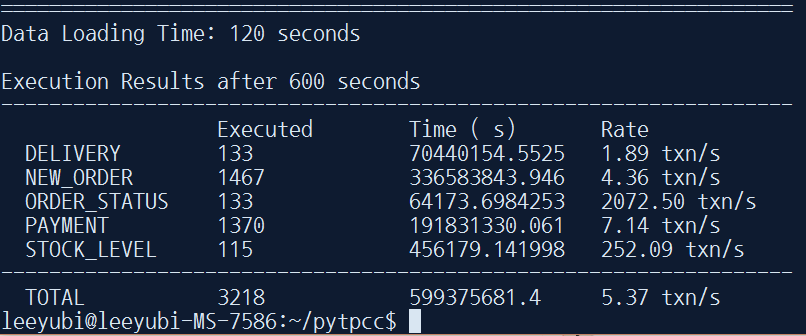 ==================================================================
Data Loading Time: 120 seconds
Execution Results after 600 seconds
------------------------------------------------------------------
Executed Time ( s) Rate
DELIVERY 133 70440154.5525 1.89 txn/s
NEW_ORDER 1467 336583843.946 4.36 txn/s
ORDER_STATUS 133 64173.6984253 2072.50 txn/s
PAYMENT 1370 191831330.061 7.14 txn/s
STOCK_LEVEL 115 456179.141998 252.09 txn/s
------------------------------------------------------------------
TOTAL 3218 599375681.4 5.37 txn/s
leeyubi@leeyubi-MS-7586:~/pytpcc$